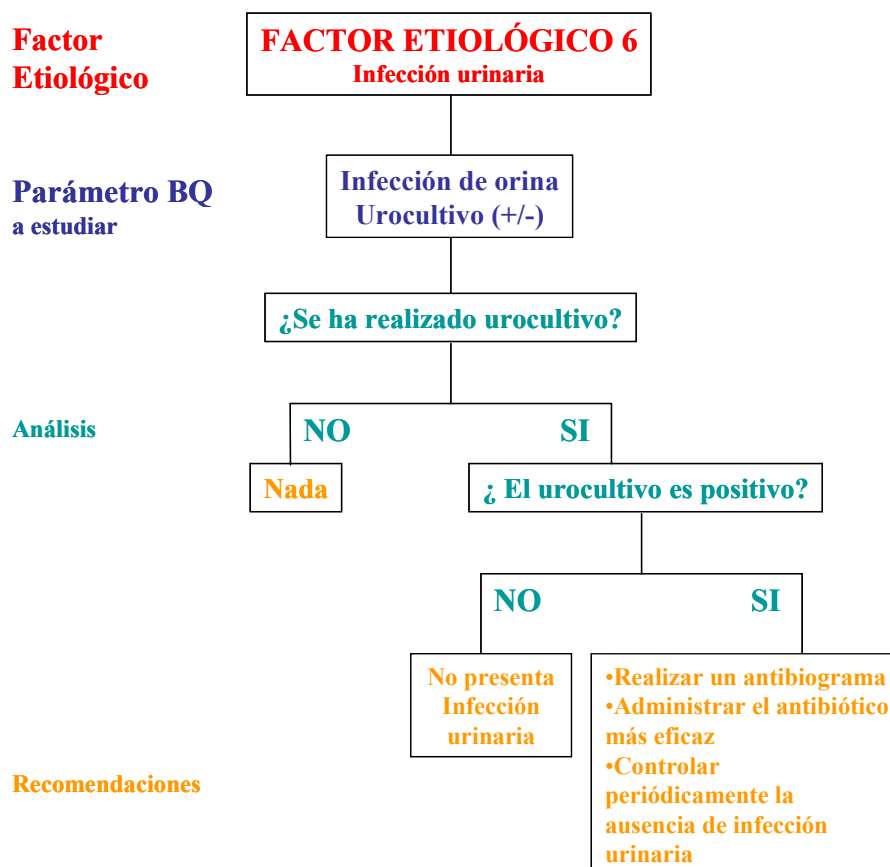 Factor
Etiológico
FACTOR ETIOLÓGICO 6
Infección urinaria
Parámetro BQ
a estudiar
Infección de orina
Urocultivo (+/-)
¿Se ha realizado urocultivo?
Análisis
NO
SI
Nada
¿ El urocultivo es positivo?
NO
SI
No presenta
Infección
urinaria
•Realizar un antibiograma
•Administrar el antibiótico
más eficaz
•Controlar
periódicamente la
ausencia de infección
urinaria
Recomendaciones